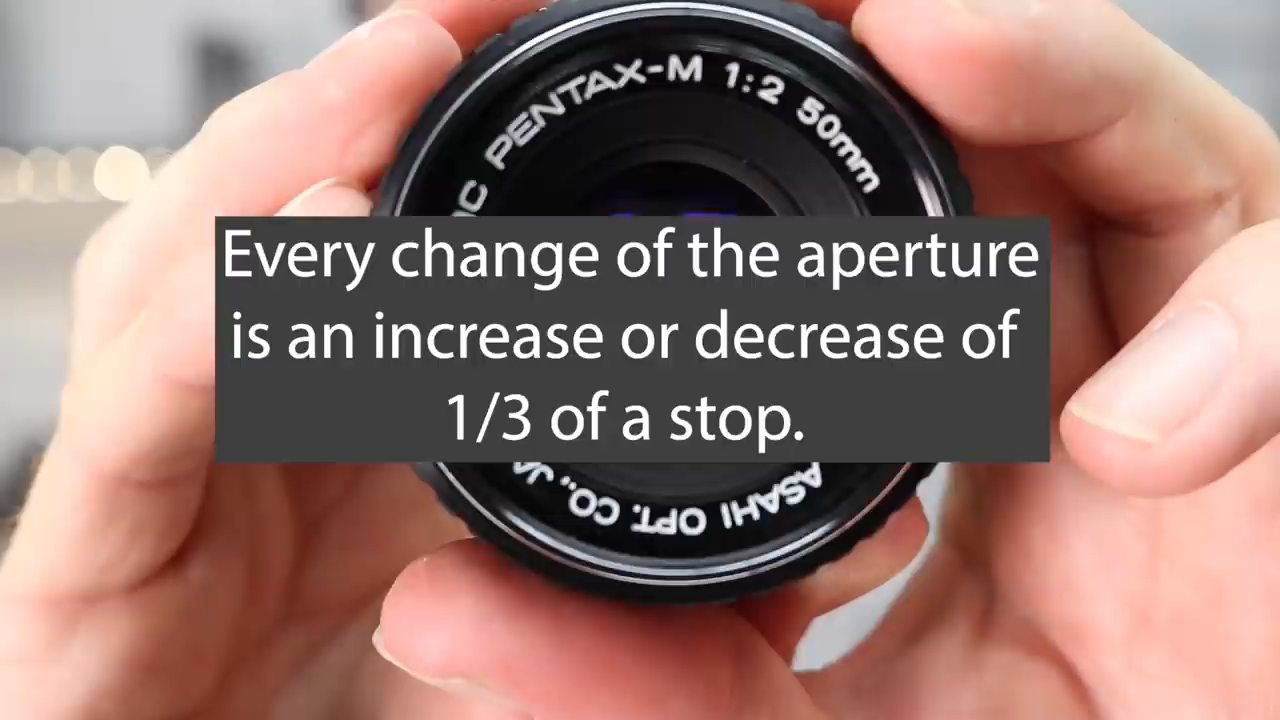 PENTAX-M 1:2 50mm
Every change of the aperture
is an increase or decrease of
1/3 of a stop.
ASAHI OPT. CO.,